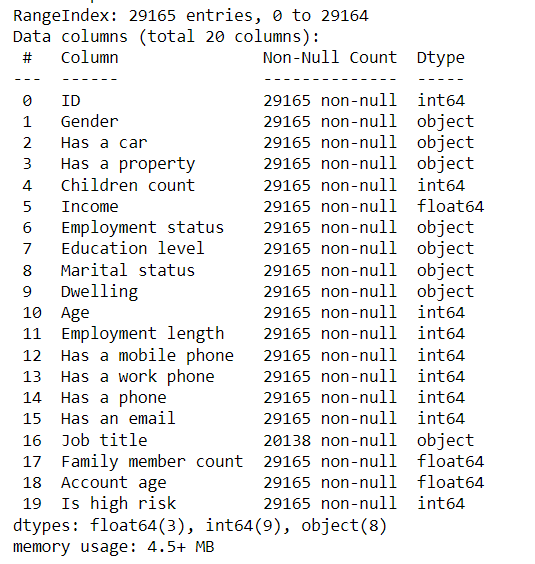 RangeIndex: 29165 entries, 0 to 29164
Data columns (total 20 columns):
 #   Column               Non-Null Count  Dtype
---  ------               --------------  -----
 0   ID                   29165 non-null  int64
 1   Gender               29165 non-null  object
 2   Has a car            29165 non-null  object
 3   Has a property       29165 non-null  object
 4   Children count       29165 non-null  int64
 5   Income               29165 non-null  float64
 6   Employment status    29165 non-null  object
 7   Education level      29165 non-null  object
 8   Marital status       29165 non-null  object
 9   Dwelling             29165 non-null  object
 10  Age                  29165 non-null  int64
 11  Employment length    29165 non-null  int64
 12  Has a mobile phone   29165 non-null  int64
 13  Has a work phone     29165 non-null  int64
 14  Has a phone          29165 non-null  int64
 15  Has an email         29165 non-null  int64
 16  Job title            20138 non-null  object
 17  Family member count  29165 non-null  float64
 18  Account age          29165 non-null  float64
 19  Is high risk         29165 non-null  int64
dtypes: float64(3), int64(9), object(8)
memory usage: 4.5+ MB